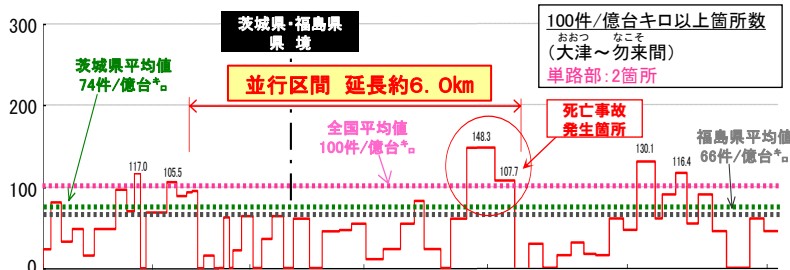 茨城県・福島県
県 境
100件/億台キロ以上箇所数
おおつ なこそ
(大津～勿来間)
単路部:2箇所
茨城県平均値
74件/億台㌔
並行区間 延長約6.0km
死亡事故
発生箇所
全国平均値
100件/億台㌔
福島県平均値
66件/億台㌔
300
200
100
0
117.0
105.5
148.3
107.7
130.1
116.4